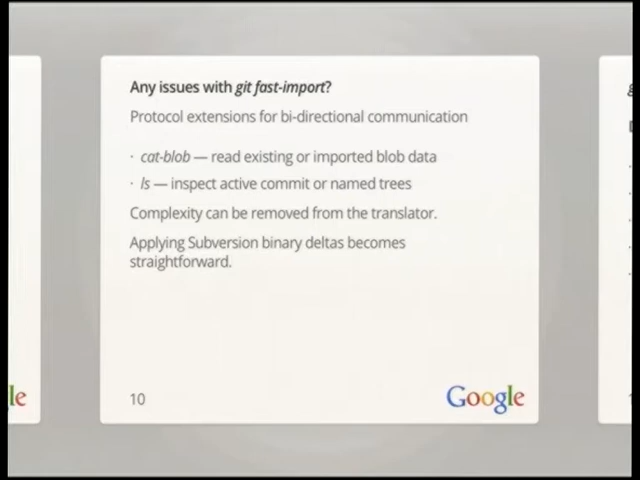 Any issues with git fast-import?
Protocol extensions for bi-directional communication
· cat-blob — read existing or imported blob data
· ls — inspect active commit or named trees
Complexity can be removed from the translator.
Applying Subversion binary deltas becomes
straightforward.
10
Google
le